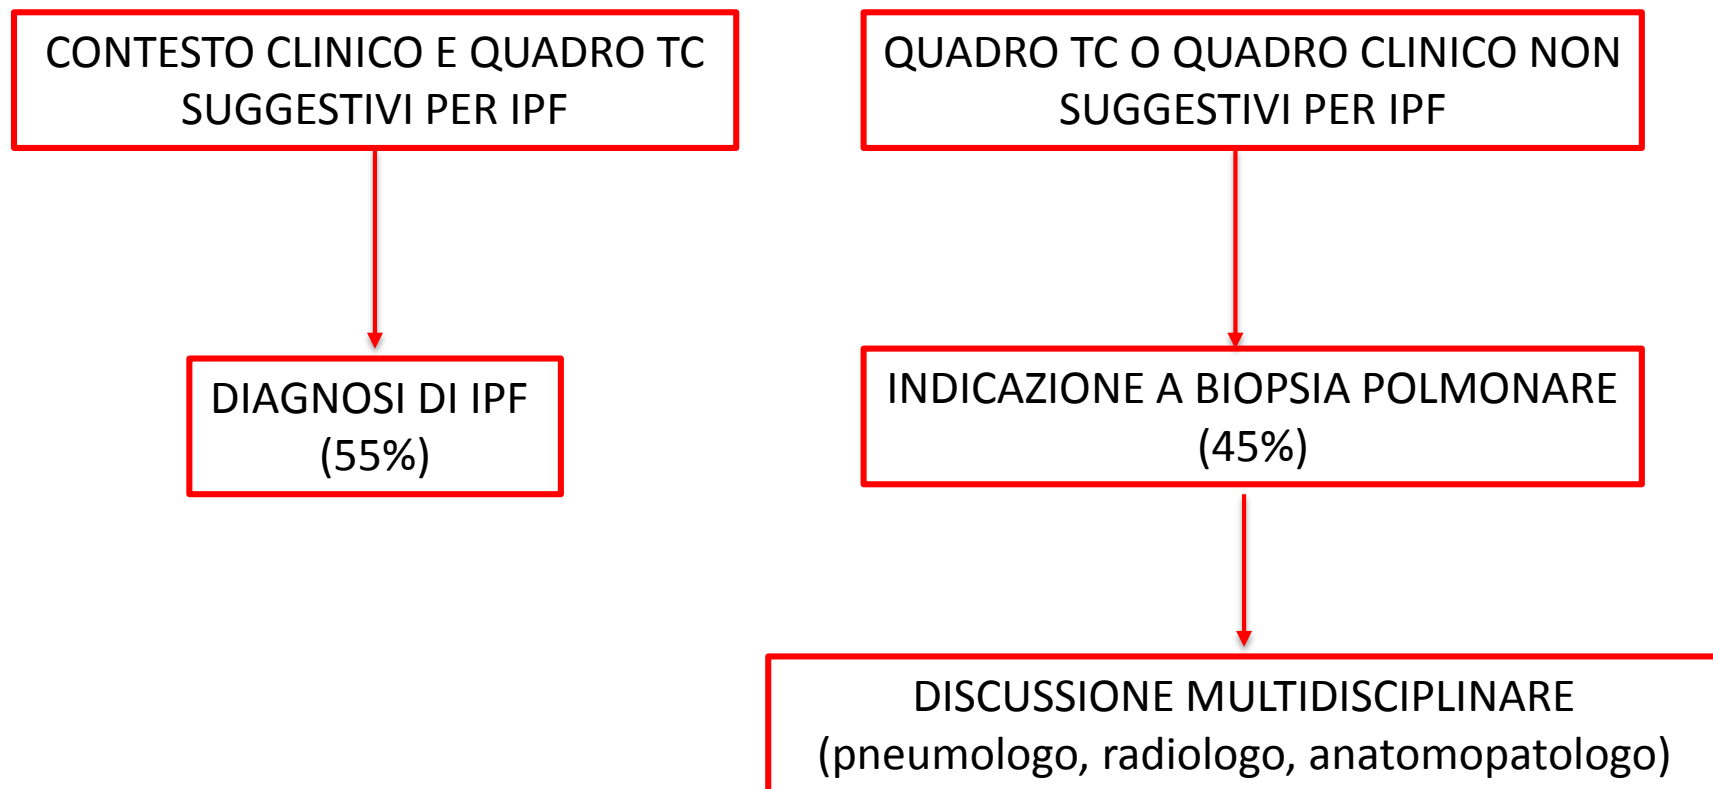 CONTESTO CLINICO E QUADRO TC
SUGGESTIVI PER IPF
QUADRO TC O QUADRO CLINICO NON
SUGGESTIVI PER IPF
DIAGNOSI DI IPF
(55%)
INDICAZIONE A BIOPSIA POLMONARE
(45%)
DISCUSSIONE MULTIDISCIPLINARE
(pneumologo, radiologo, anatomopatologo)